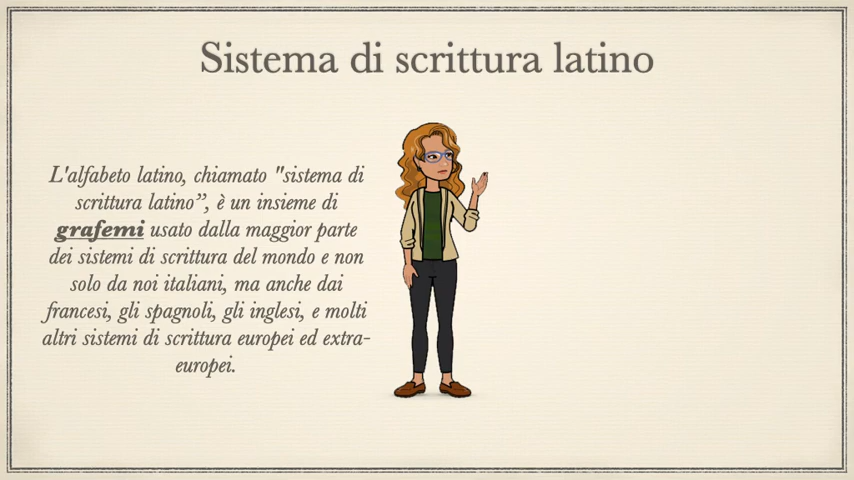 Sistema di scrittura latino
L'alfabeto latino, chiamato "sistema di
scrittura latino”, è un insieme di
grafemi usato dalla maggior parte
dei sistemi di scrittura del mondo e non
solo da noi italiani, ma anche dai
francesi, gli spagnoli, gli inglesi, e molti
altri sistemi di scrittura europei ed extra-
europei.